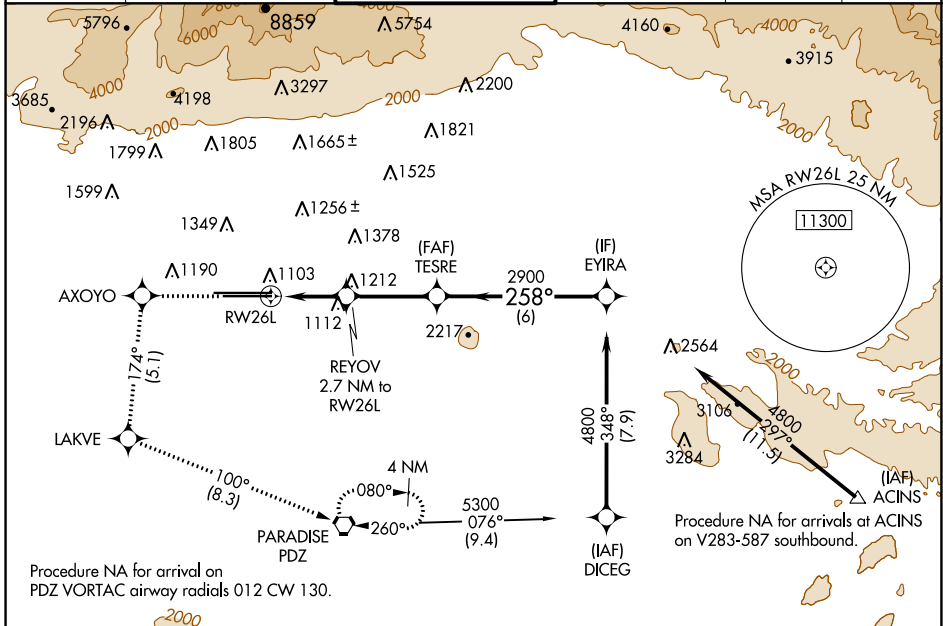 5796
8859
6000
4000
5754
4160
4000
3915
3685
4000
4198
3297
2000
2200
2000
2196
2000
1799
1805
1665 ±
1821
1525
1599
1256 ±
1349
1378
MSA RW26L 25 NM
11300
(FAF)
TESRE
(IF)
EYIRA
1190
1103
1212
2900
258°
(6)
AXOYO
RW26L
1112
2217
REYOV
2.7 NM to
RW26L
174°
(5.1)
2564
2000
3106
4800
297°
(11.5)
3284
4800
348°
(7.9)
LAKVE
100°
(8.3)
4 NM
080°
260°
5300
076°
(9.4)
(IAF)
ACINS
PARADISE
PDZ
(IAF)
DICEG
Procedure NA for arrivals at ACINS
on V283-587 southbound.
Procedure NA for arrival on
PDZ VORTAC airway radials 012 CW 130.
2000